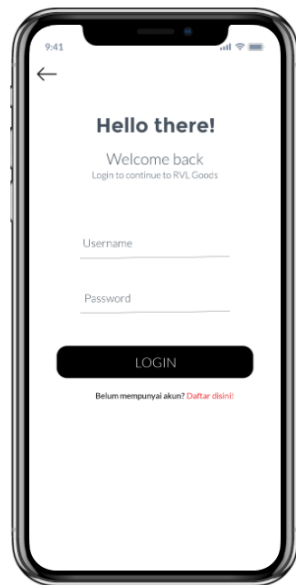 9:41
Hello there!
Welcome back
Login to continue to RVL Goods
Username
Password
LOGIN
Belum mempunyai akun? Daftar disini!